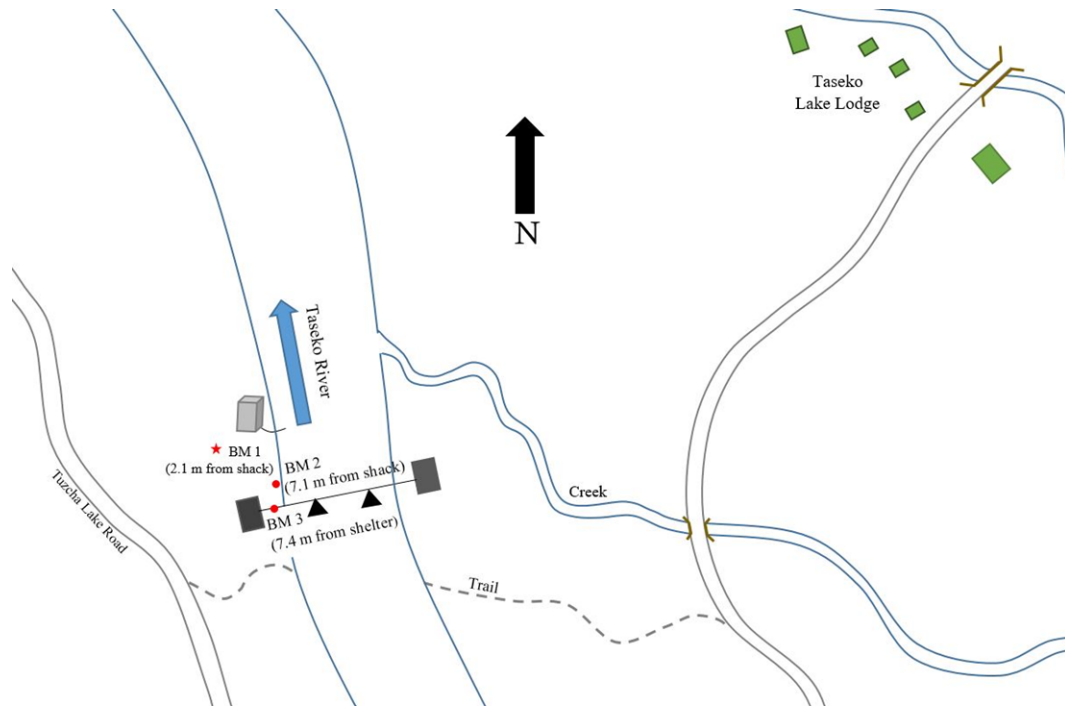 Taseko
Lake Lodge
N
Taseko River
BM 1
(2.1 m from shack)
BM 2
(7.1 m from shack)
BM 3
(7.4 m from shelter)
Creek
Tuzcha Lake Road
Trail